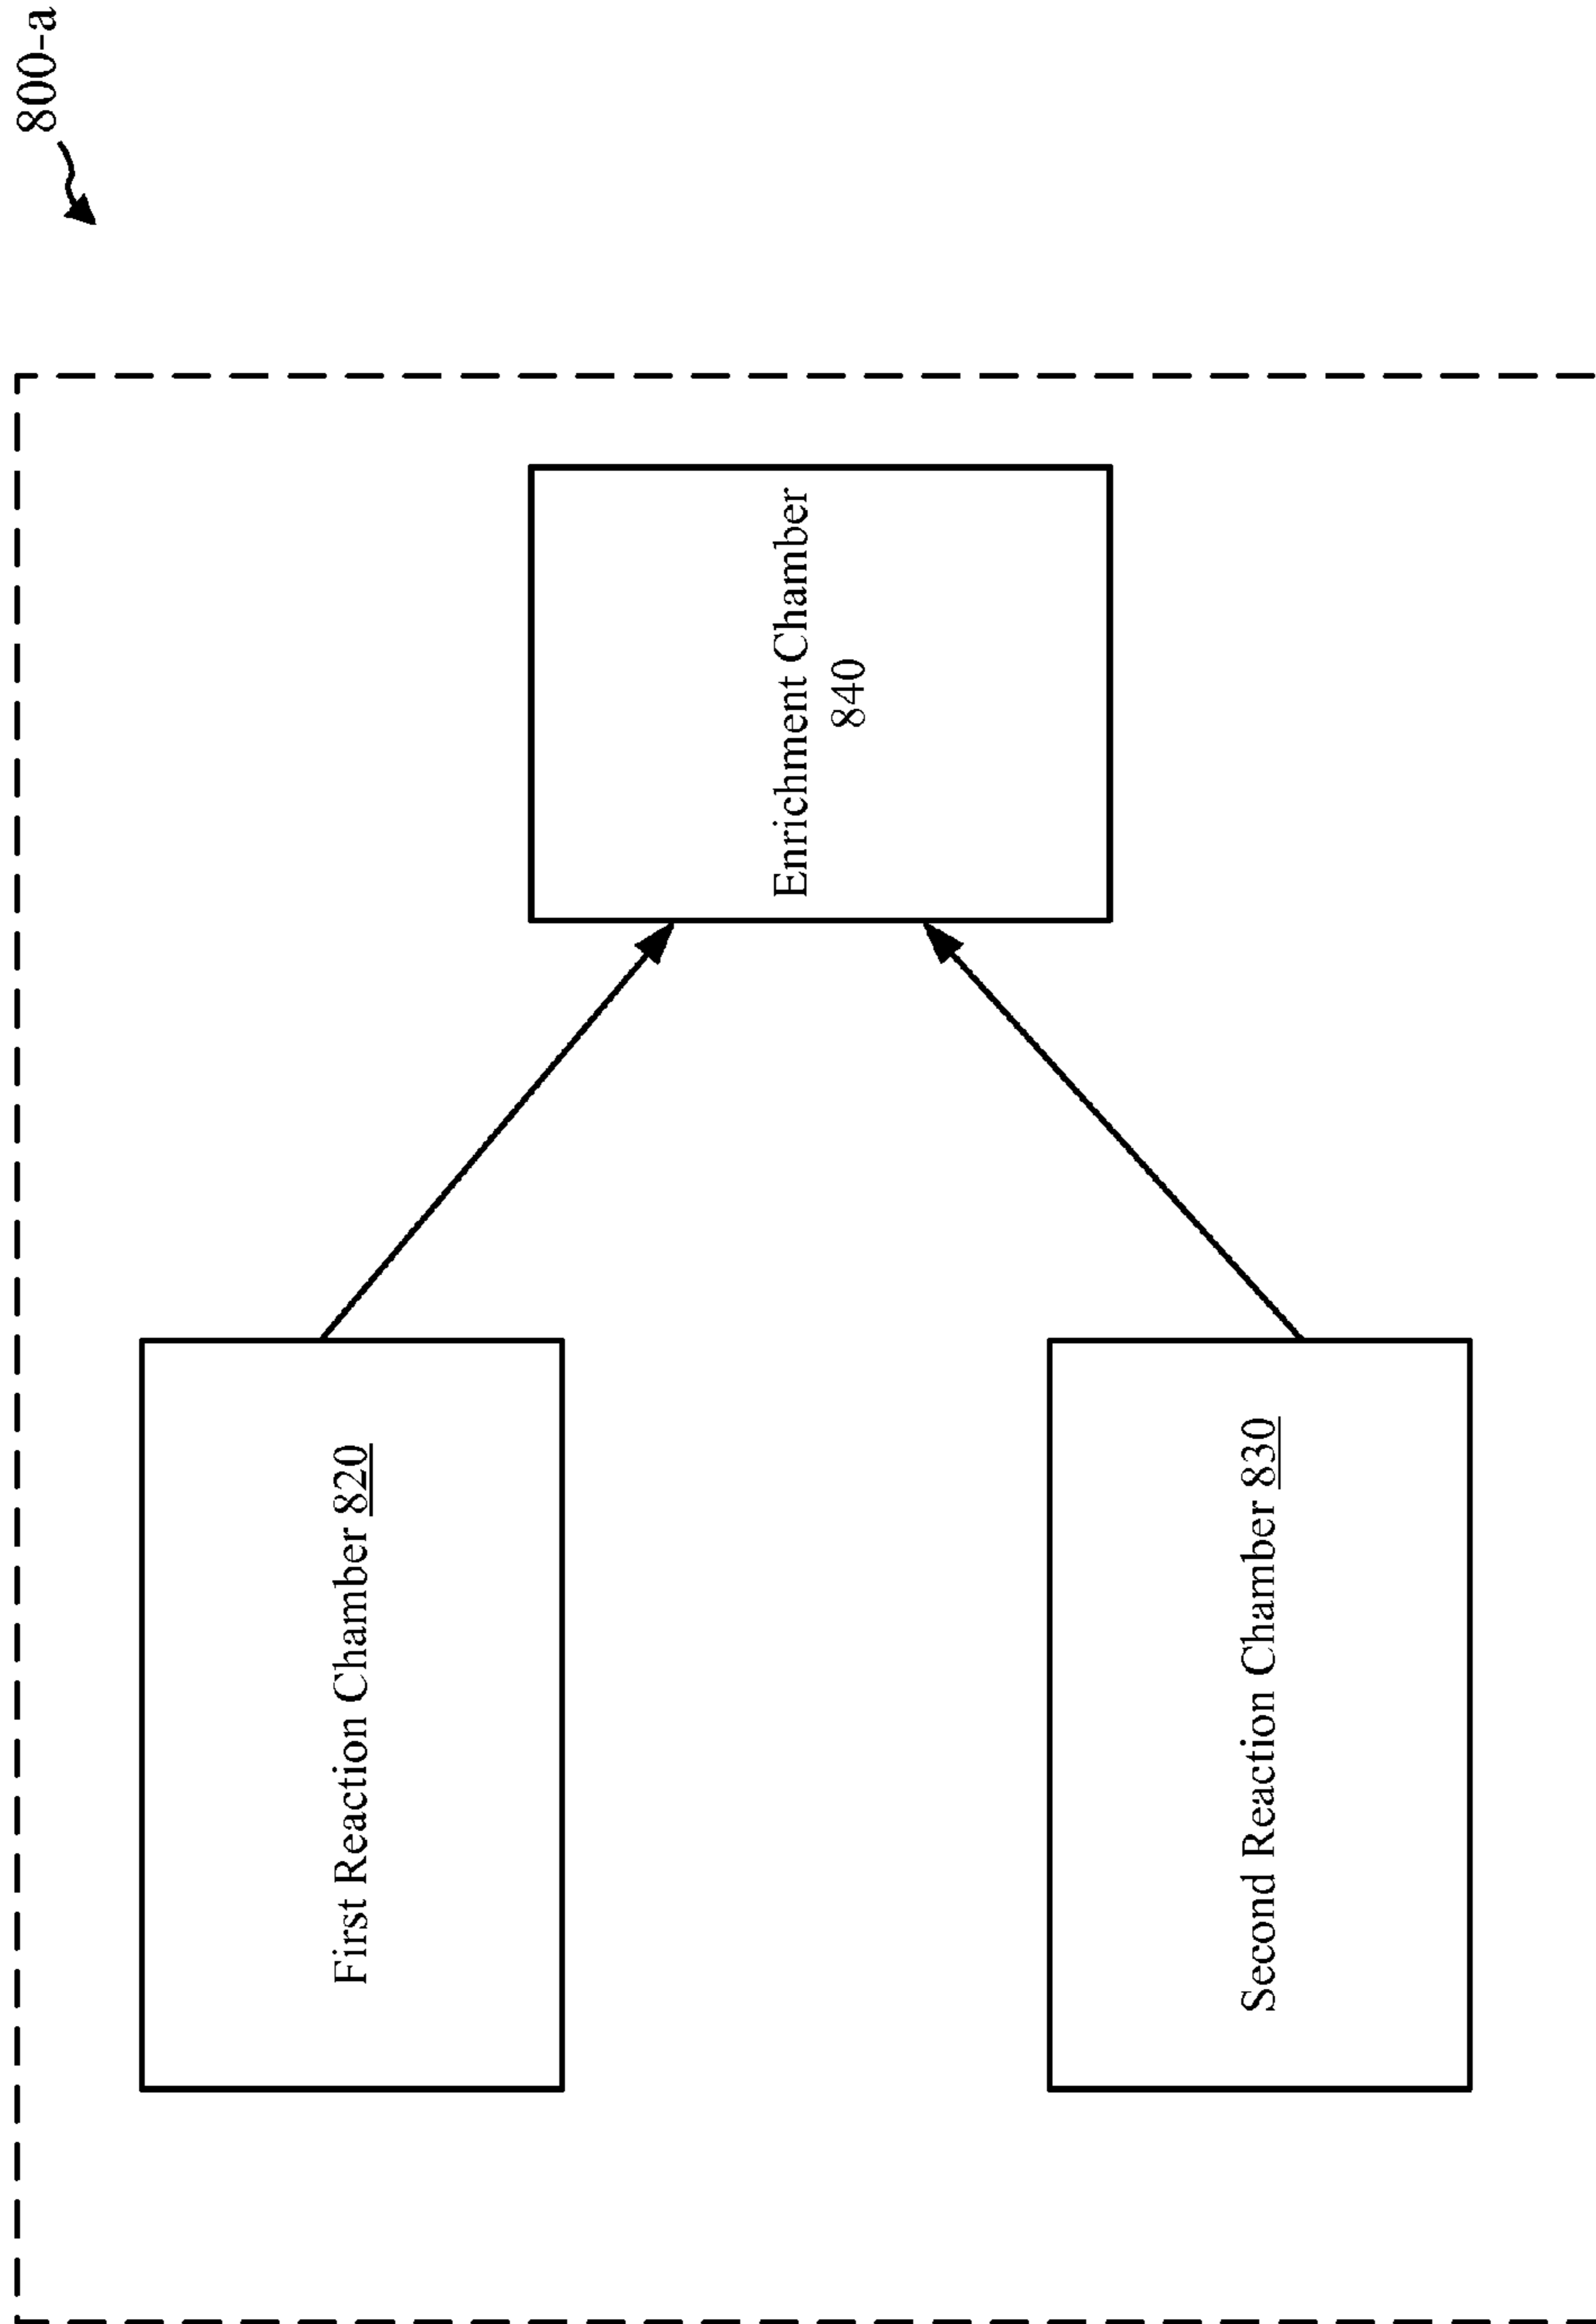 800-a
First Reaction Chamber 820
Enrichment Chamber
840
Second Reaction Chamber 830